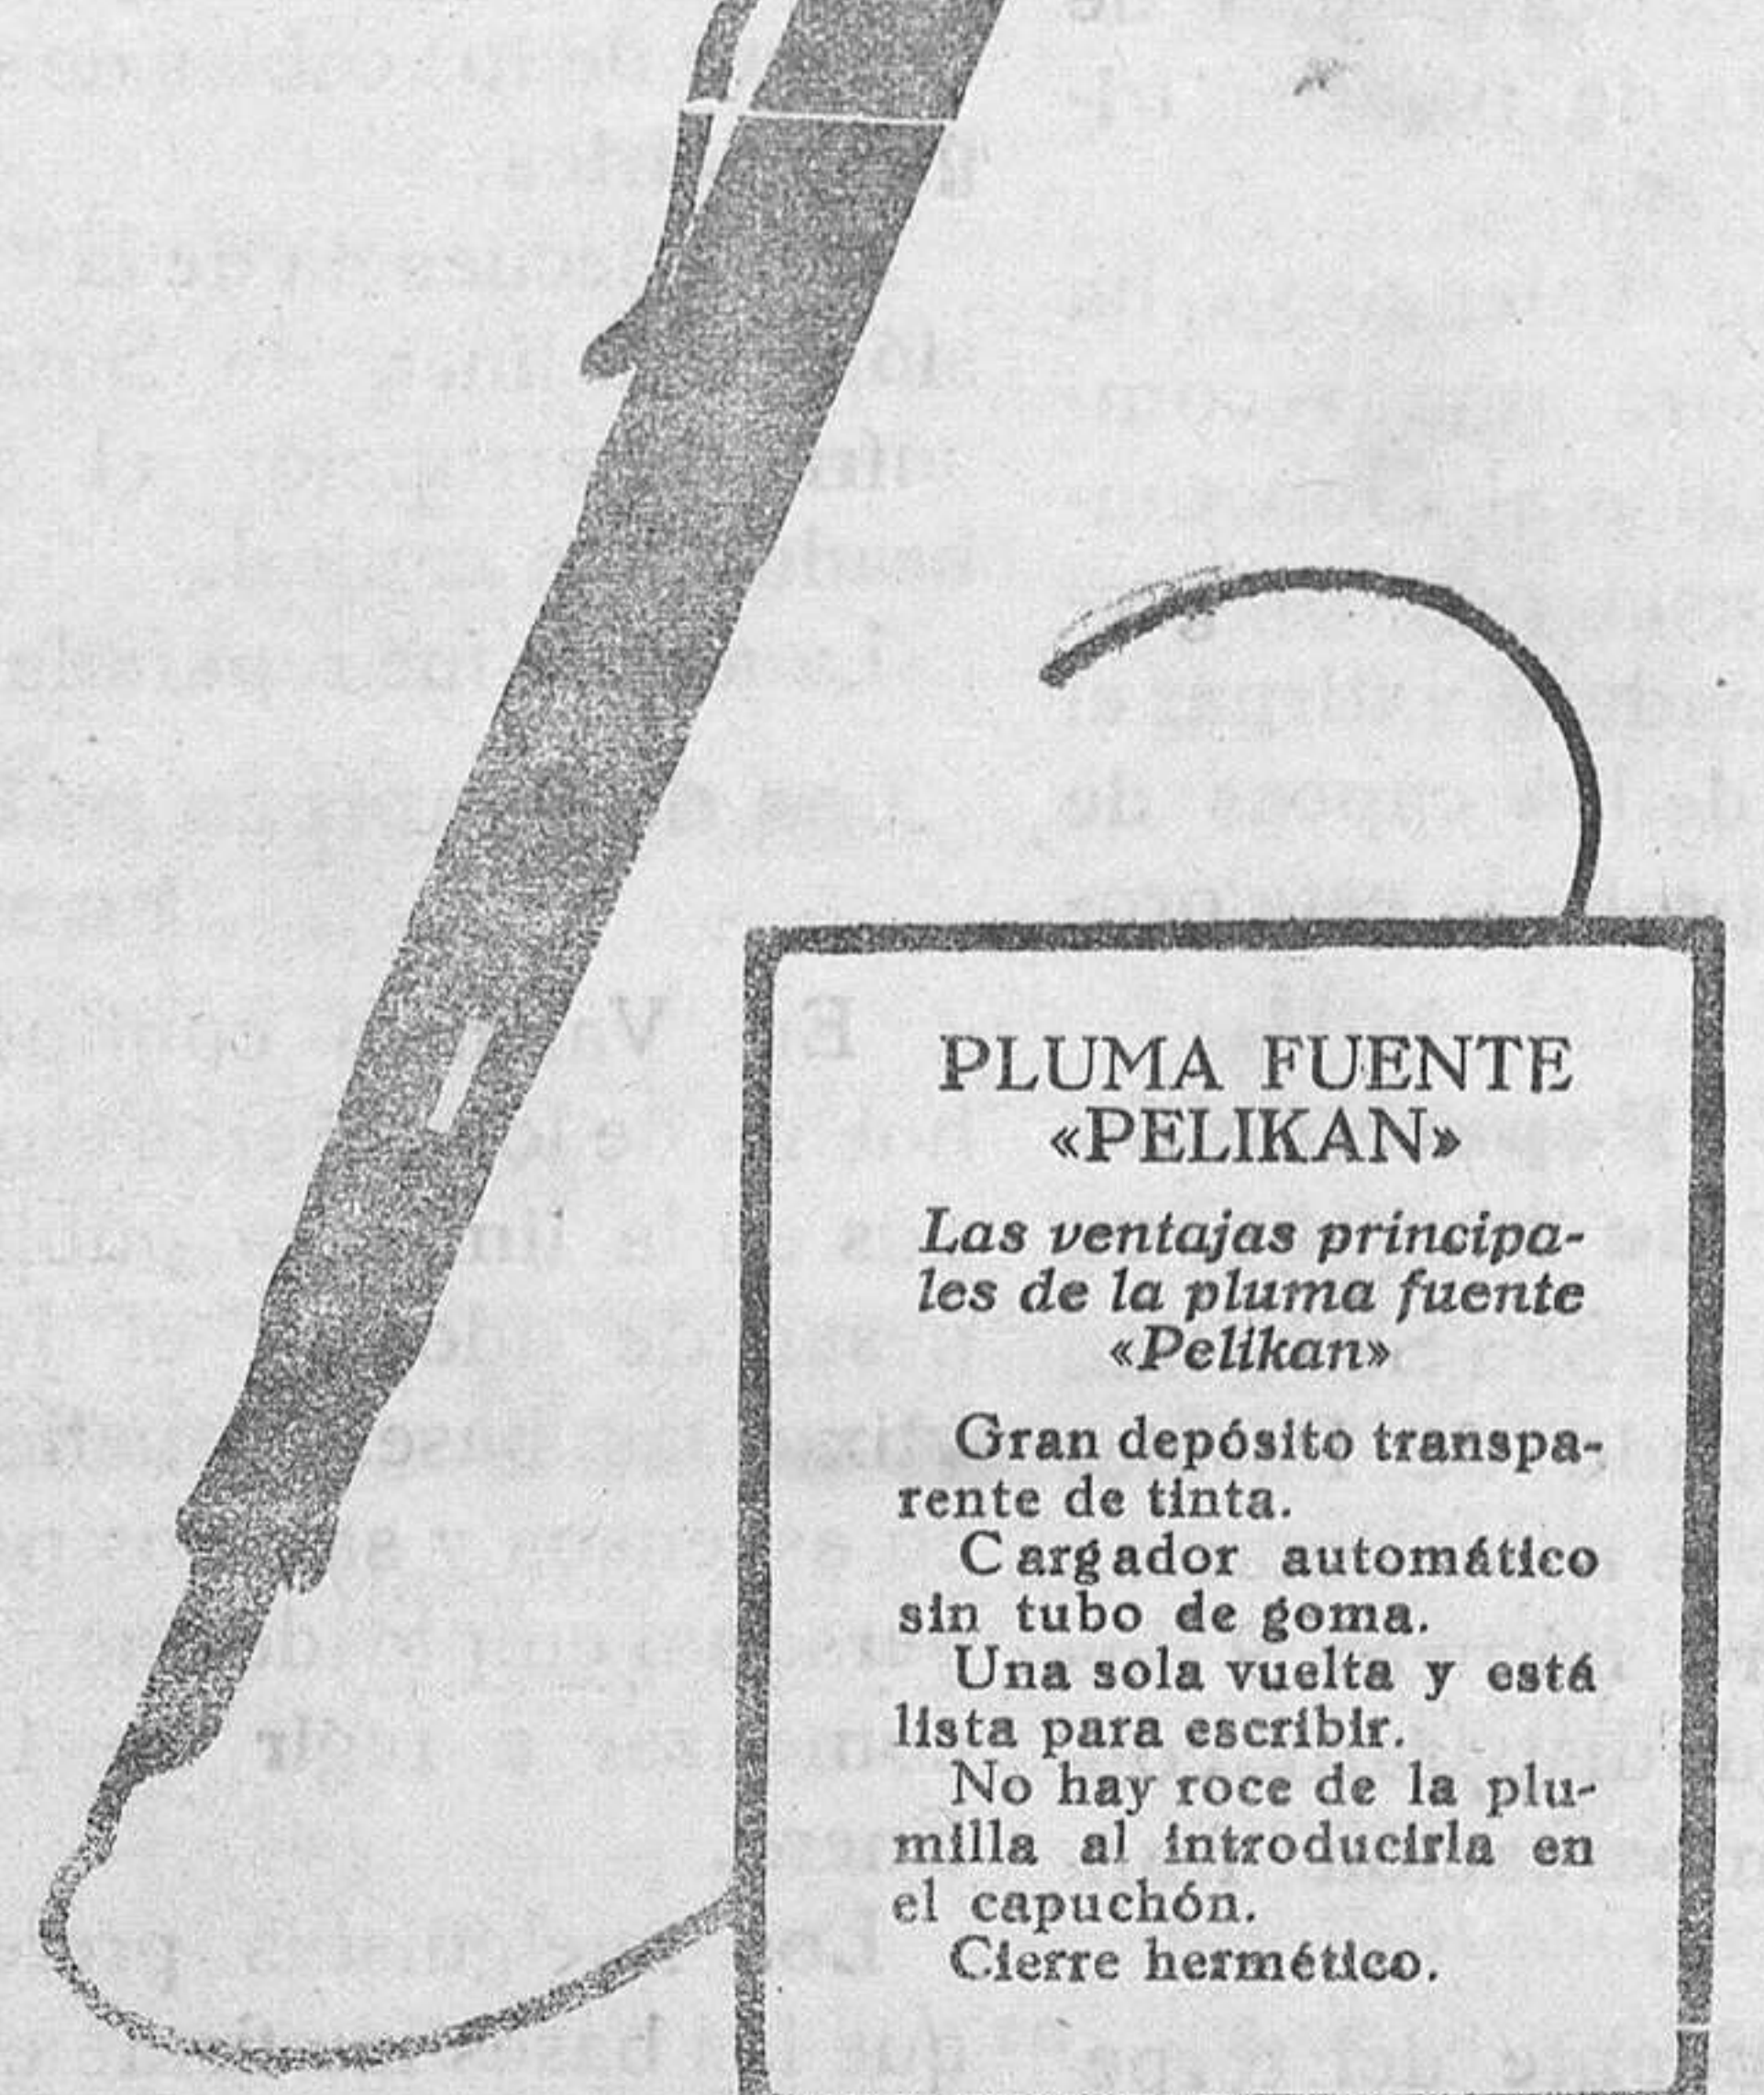 PLUMA FUENTE
«PELIKAN»
Las ventajas principa-
les de la pluma fuente
«Pelikan»
Gran depósito transpa-
rente de tinta.
Cargador automático
sin tubo de goma.
Una sola vuelta y está
lista para escribir.
No hay roce de la plu-
milla al introducirla en
el capuchón.
Cierre hermético.